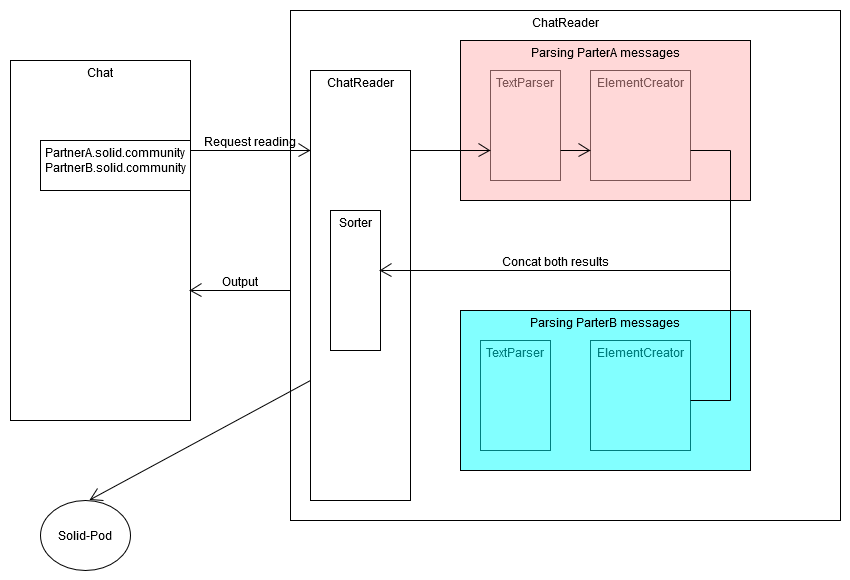 ChatReader
Parsing ParterA messages
Chat
ChatReader
TextParser
ElementCreator
Request reading
PartnerA.solid.community
PartnerB.solid.community
Sorter
Concat both results
Output
Parsing ParterB messages
TextParser
ElementCreator
Solid-Pod